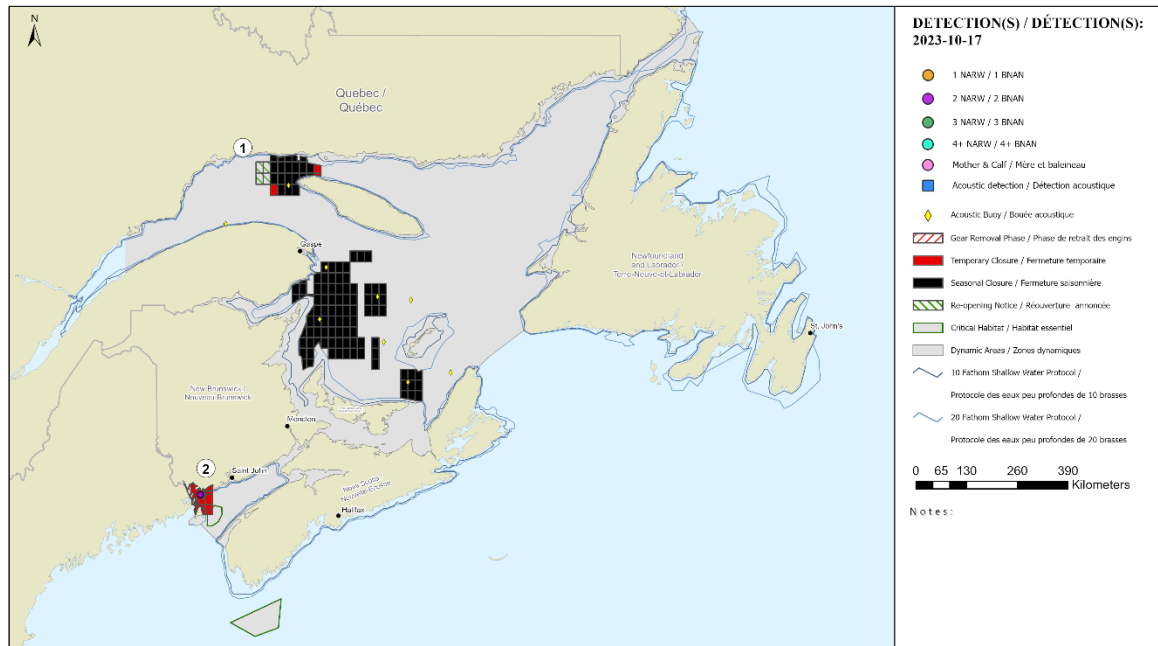 N
Quebec /
Québec
1
Gaspé
Newfoundland
and Labrador /
Terre-Neuve-et-Labrador
St. John's
New Brunswick /
Nouveau-Brunswick
Moncton
2
Saint John
Nova Scotia
Nouvelle-Écosse
Halifax
DETECTION(S) / DÉTECTION(S):
2023-10-17
1 NARW / 1 BNAN
2 NARW / 2 BNAN
3 NARW / 3 BNAN
4+ NARW / 4+ BNAN
Mother & Calf / Mère et baleineau
Acoustic detection / Détection acoustique
Acoustic Buoy / Bouée acoustique
Gear Removal Phase / Phase de retrait des engins
Temporary Closure / Fermeture temporaire
Seasonal Closure / Fermeture saisonnière
Re-opening Notice / Réouverture annoncée
Critical Habitat / Habitat essentiel
Dynamic Areas / Zones dynamiques
10 Fathom Shallow Water Protocol /
Protocole des eaux peu profondes de 10 brasses
20 Fathom Shallow Water Protocol /
Protocole des eaux peu profondes de 20 brasses
0 65 130 260 390
Kilometers
Notes: